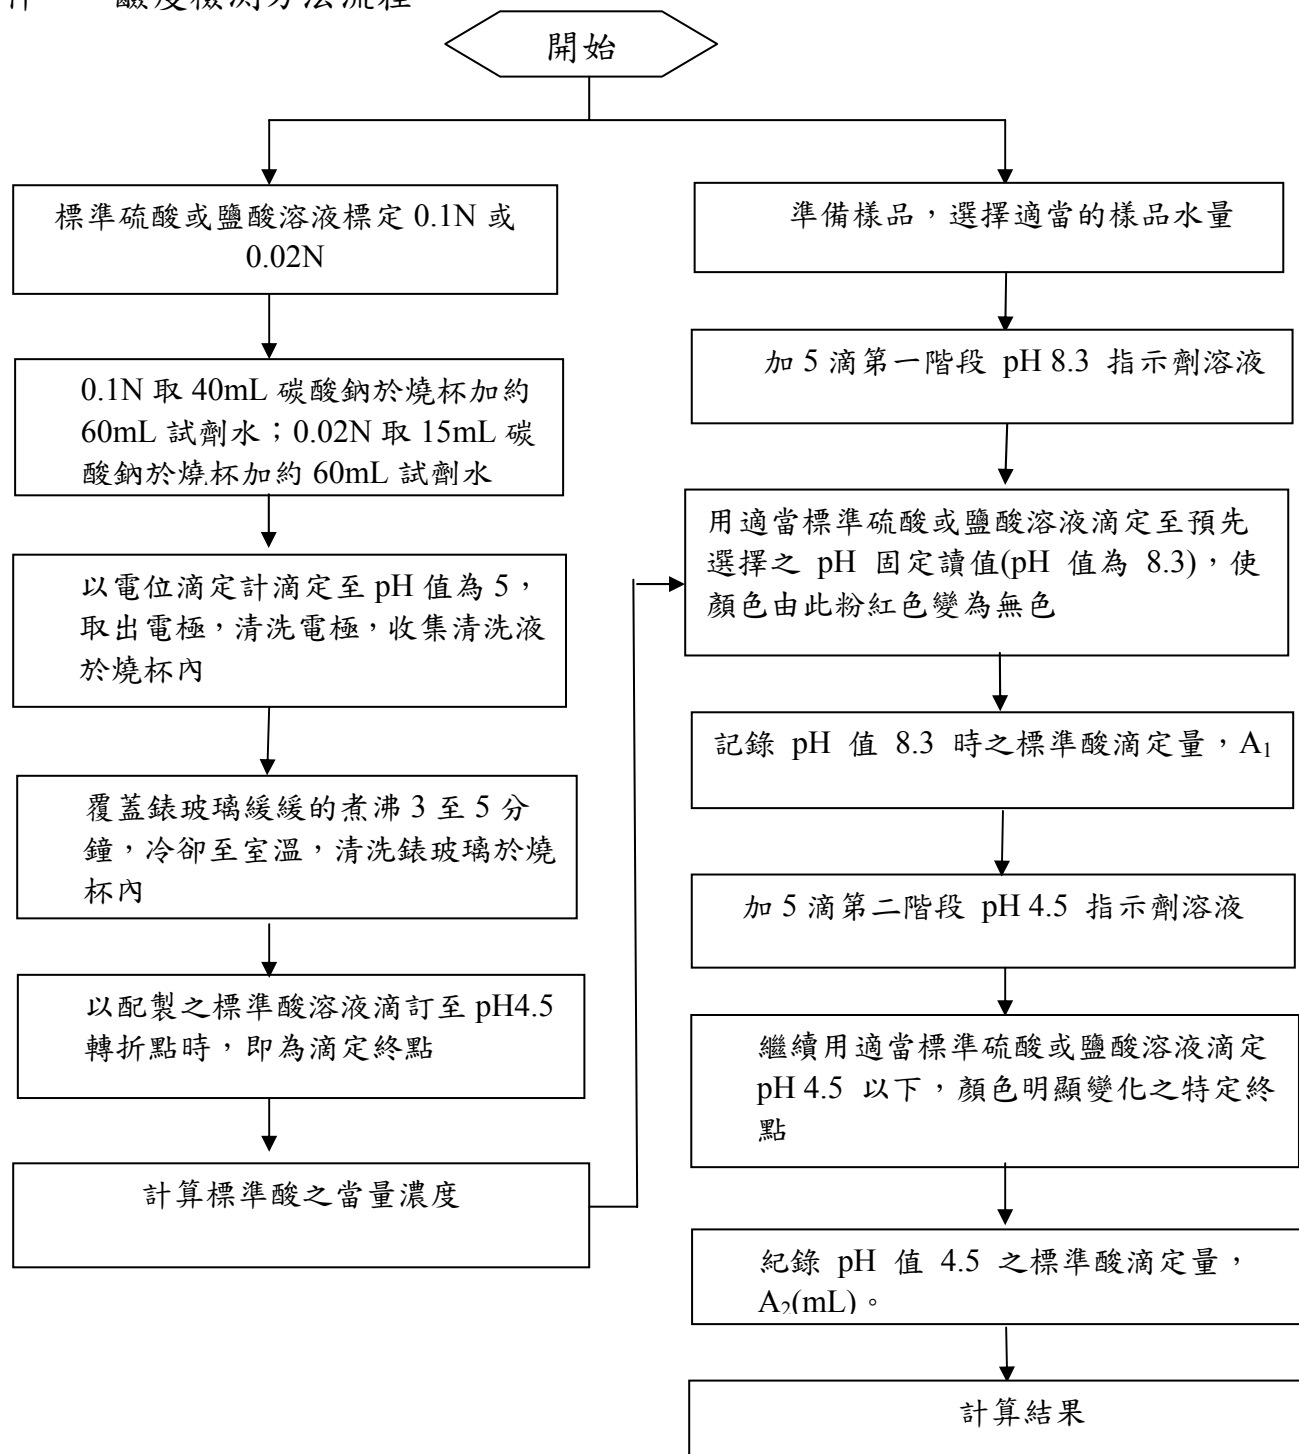 開始
標準硫酸或鹽酸溶液標定 0.1N 或
0.02N
0.1N 取 40mL 碳酸鈉於燒杯加約
60mL 試劑水；0.02N 取 15mL 碳
酸鈉於燒杯加約 60mL 試劑水
以電位滴定計滴定至 pH 值為 5，
取出電極，清洗電極，收集清洗液
於燒杯內
覆蓋錶玻璃緩緩的煮沸 3 至 5 分
鐘，冷卻至室溫，清洗錶玻璃於燒
杯內
以配製之標準酸溶液滴訂至 pH4.5
轉折點時，即為滴定終點
計算標準酸之當量濃度
準備樣品，選擇適當的樣品水量
加 5 滴第一階段 pH 8.3 指示劑溶液
用適當標準硫酸或鹽酸溶液滴定至預先
選擇之 pH 固定讀值(pH 值為 8.3)，使
顏色由此粉紅色變為無色
記錄 pH 值 8.3 時之標準酸滴定量，A₁
加 5 滴第二階段 pH 4.5 指示劑溶液
繼續用適當標準硫酸或鹽酸溶液滴定
pH 4.5 以下，顏色明顯變化之特定終
點
紀錄 pH 值 4.5 之標準酸滴定量，
A₂(mL)。
計算結果